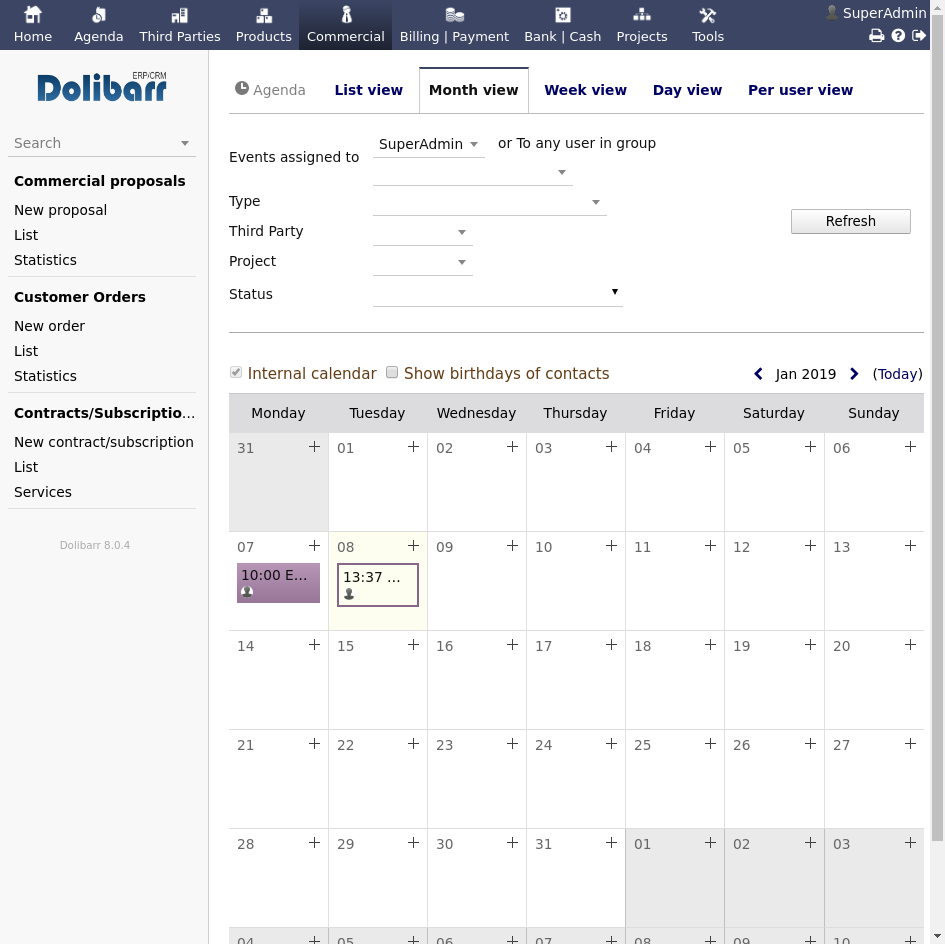 Home Agenda Third Parties Products Commercial Billing | Payment Bank | Cash Projects Tools SuperAdmin
Dolibarr ERP/CRM
Search
Commercial proposals
New proposal
List
Statistics
Customer Orders
New order
List
Statistics
Contracts/Subscriptio...
New contract/subscription
List
Services
Dolibarr 8.0.4
Agenda List view Month view Week view Day view Per user view
Events assigned to SuperAdmin or To any user in group
Type
Third Party
Project
Status
Refresh
Internal calendar Show birthdays of contacts Jan 2019 (Today)
Monday Tuesday Wednesday Thursday Friday Saturday Sunday
31 + 01 + 02 + 03 + 04 + 05 + 06 +
07 + 08 + 09 + 10 + 11 + 12 + 13 +
10:00 E... 13:37 ...
14 + 15 + 16 + 17 + 18 + 19 + 20 +
21 + 22 + 23 + 24 + 25 + 26 + 27 +
28 + 29 + 30 + 31 + 01 + 02 + 03 +
04 + 05 + 06 + 07 + 08 + 09 + 10 +